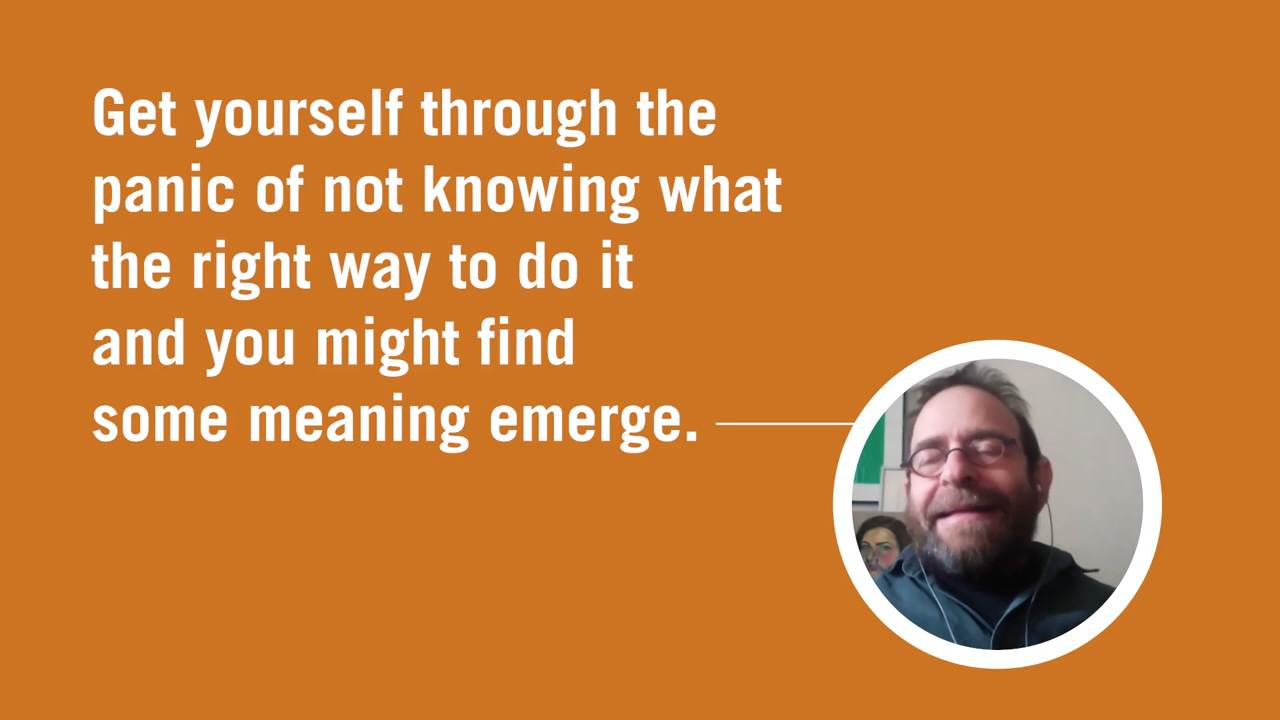 Get yourself through the
panic of not knowing what
the right way to do it
and you might find
some meaning emerge.